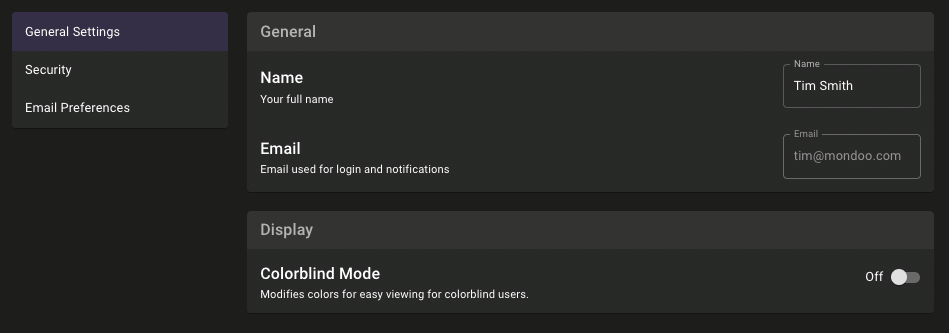 General Settings
Security
Email Preferences
General
Name
Your full name
Name
Tim Smith
Email
Email used for login and notifications
Email
tim@mondoo.com
Display
Colorblind Mode
Modifies colors for easy viewing for colorblind users.
Off